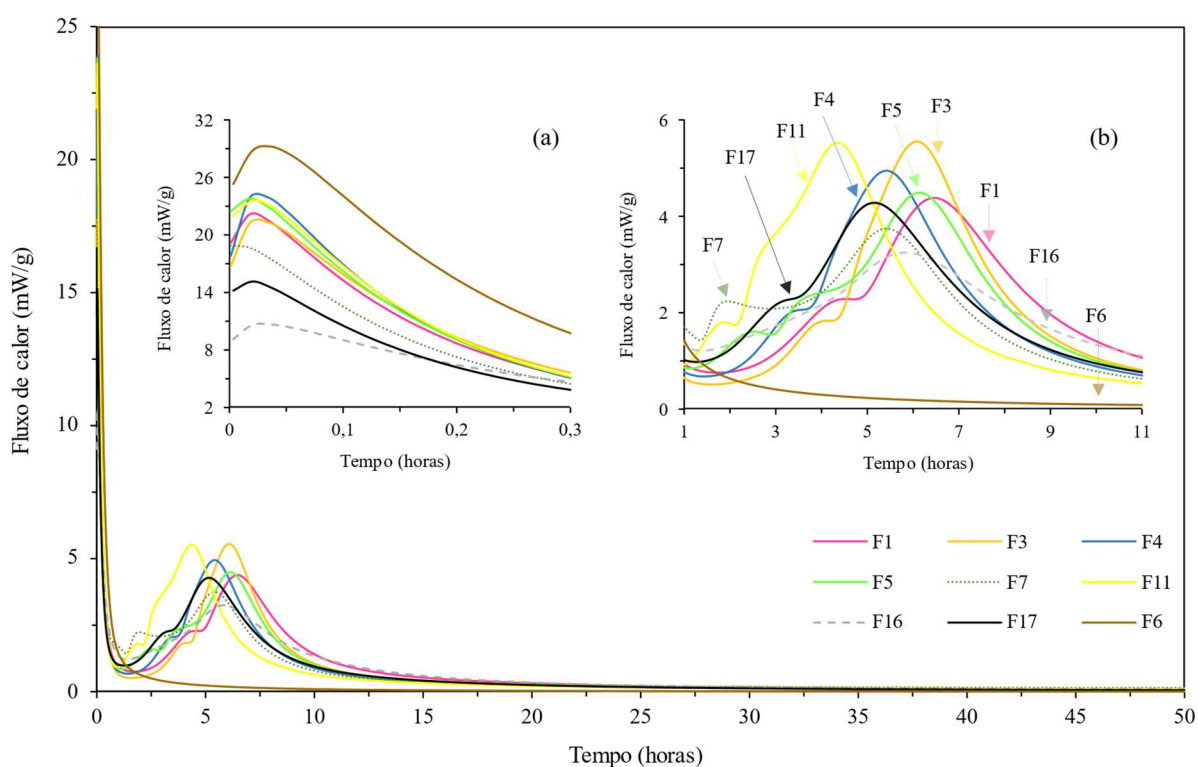 25
20
15
10
5
0
Fluxo de calor (mW/g)
0 5 10 15 20 25 30 35 40 45 50
Tempo (horas)
(a)
32
26
20
14
8
2
Fluxo de calor (mW/g)
0 0,1 0,2 0,3
Tempo (horas)
(b)
6
4
2
0
Fluxo de calor (mW/g)
1 3 5 7 9 11
Tempo (horas)
F7
F17
F11
F4
F5
F3
F1
F16
F6
F1 F3 F4
F5 F7 F11
F16 F17 F6